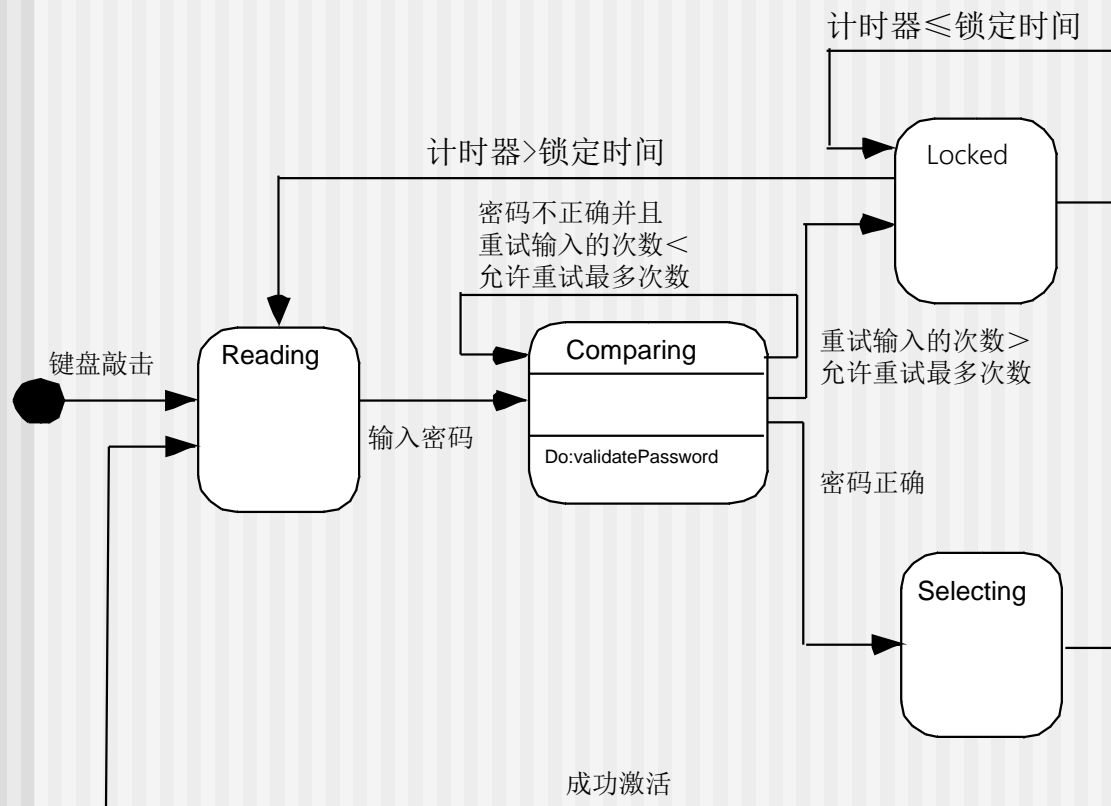 计时器≤锁定时间
Locked
计时器>锁定时间
密码不正确并且
重试输入的次数＜
允许重试最多次数
键盘敲击
Reading
Comparing
重试输入的次数＞
允许重试最多次数
输入密码
Do:validatePassword
密码正确
Selecting
成功激活